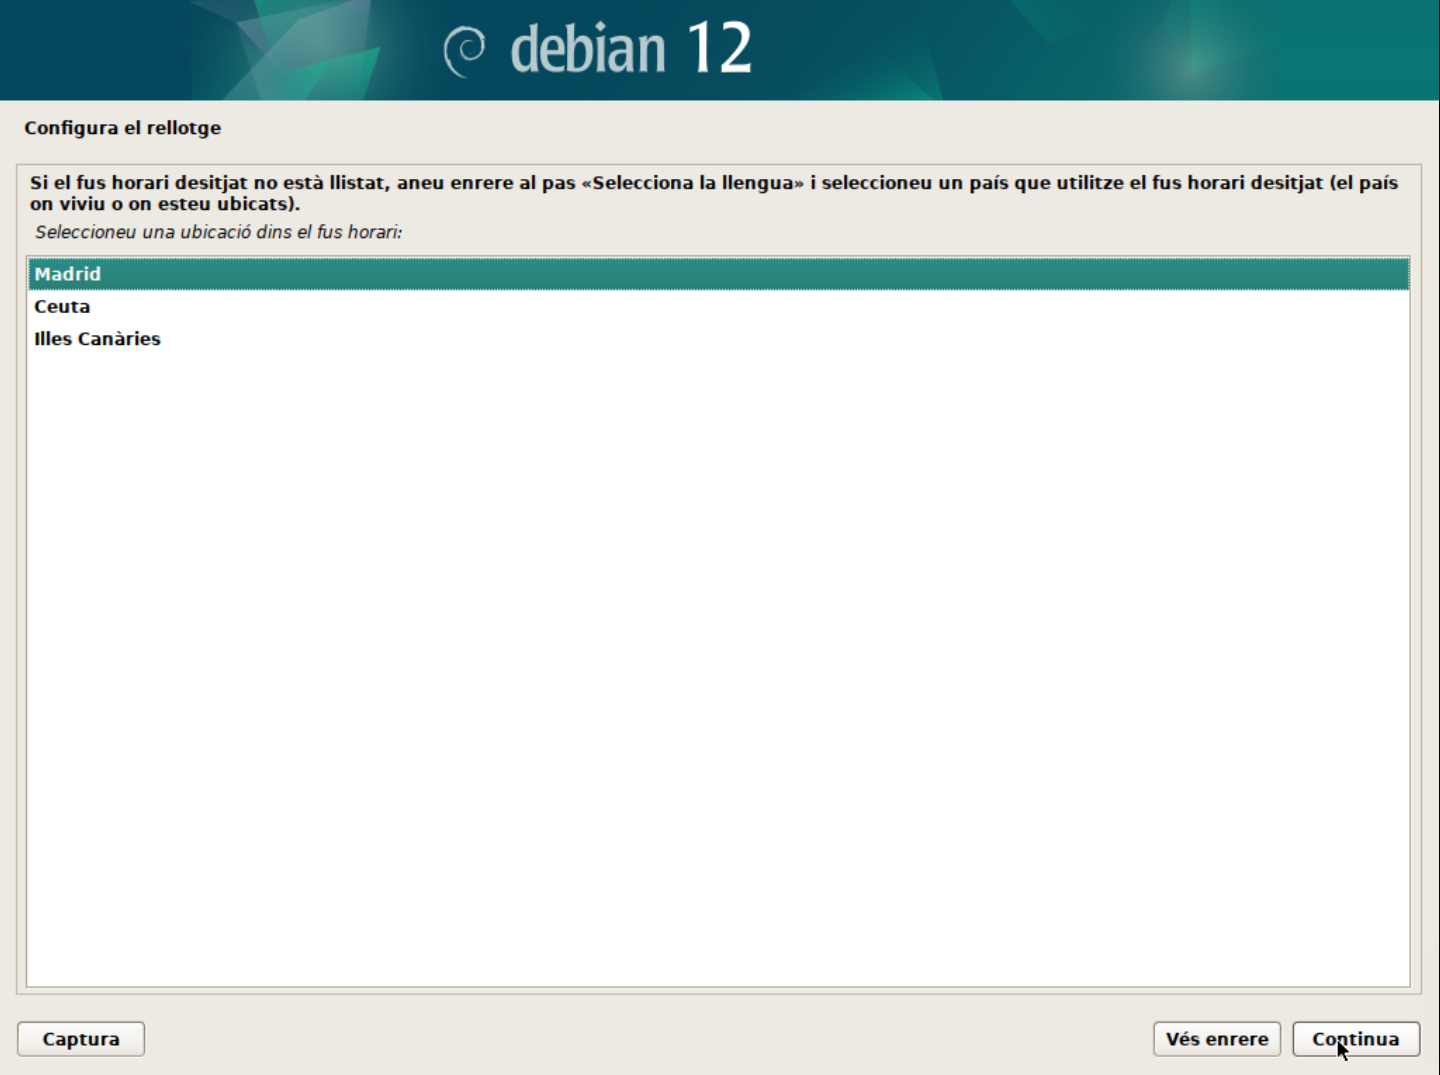 debian 12
Configura el rellotge
Si el fus horari desitjat no està llistat, aneu enrere al pas «Selecciona la llengua» i seleccioneu un país que utilitze el fus horari desitjat (el país
on viviu o on esteu ubicats).
Seleccioneu una ubicació dins el fus horari:
Madrid
Ceuta
Illes Canàries
Captura
Vés enrere
Continua